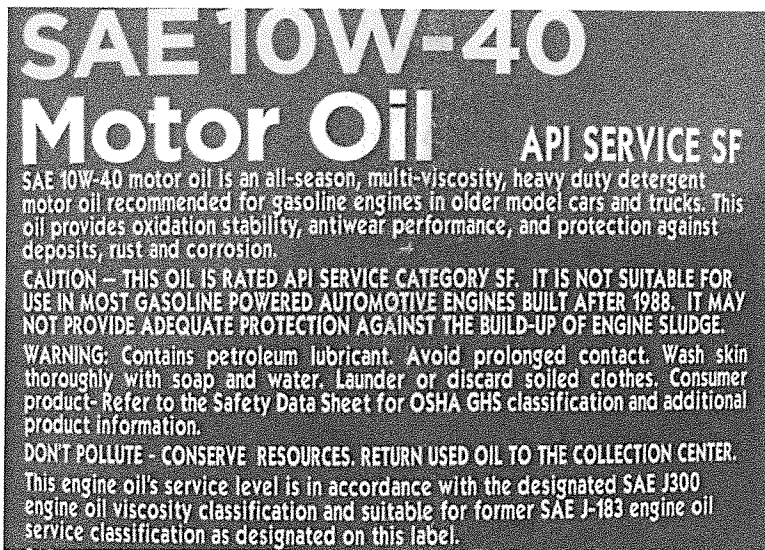 SAE 10W-40
Motor Oil
API SERVICE SF
SAE 10W-40 motor oil is an all-season, multi-viscosity, heavy duty detergent
motor oil recommended for gasoline engines in older model cars and trucks. This
oil provides oxidation stability, antiwear performance, and protection against
deposits, rust and corrosion.
CAUTION – THIS OIL IS RATED API SERVICE CATEGORY SF. IT IS NOT SUITABLE FOR
USE IN MOST GASOLINE POWERED AUTOMOTIVE ENGINES BUILT AFTER 1988. IT MAY
NOT PROVIDE ADEQUATE PROTECTION AGAINST THE BUILD-UP OF ENGINE SLUDGE.
WARNING: Contains petroleum lubricant. Avoid prolonged contact. Wash skin
thoroughly with soap and water. Launder or discard soiled clothes. Consumer
product- Refer to the Safety Data Sheet for OSHA GHS classification and additional
product information.
DON'T POLLUTE - CONSERVE RESOURCES. RETURN USED OIL TO THE COLLECTION CENTER.
This engine oil's service level is in accordance with the designated SAE J300
engine oil viscosity classification and suitable for former SAE J-183 engine oil
service classification as designated on this label.